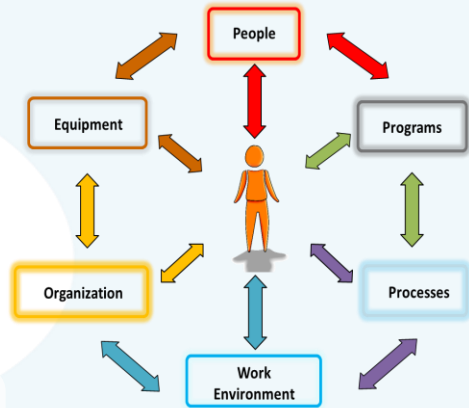 People
Equipment
Programs
Organization
Processes
Work
Environment